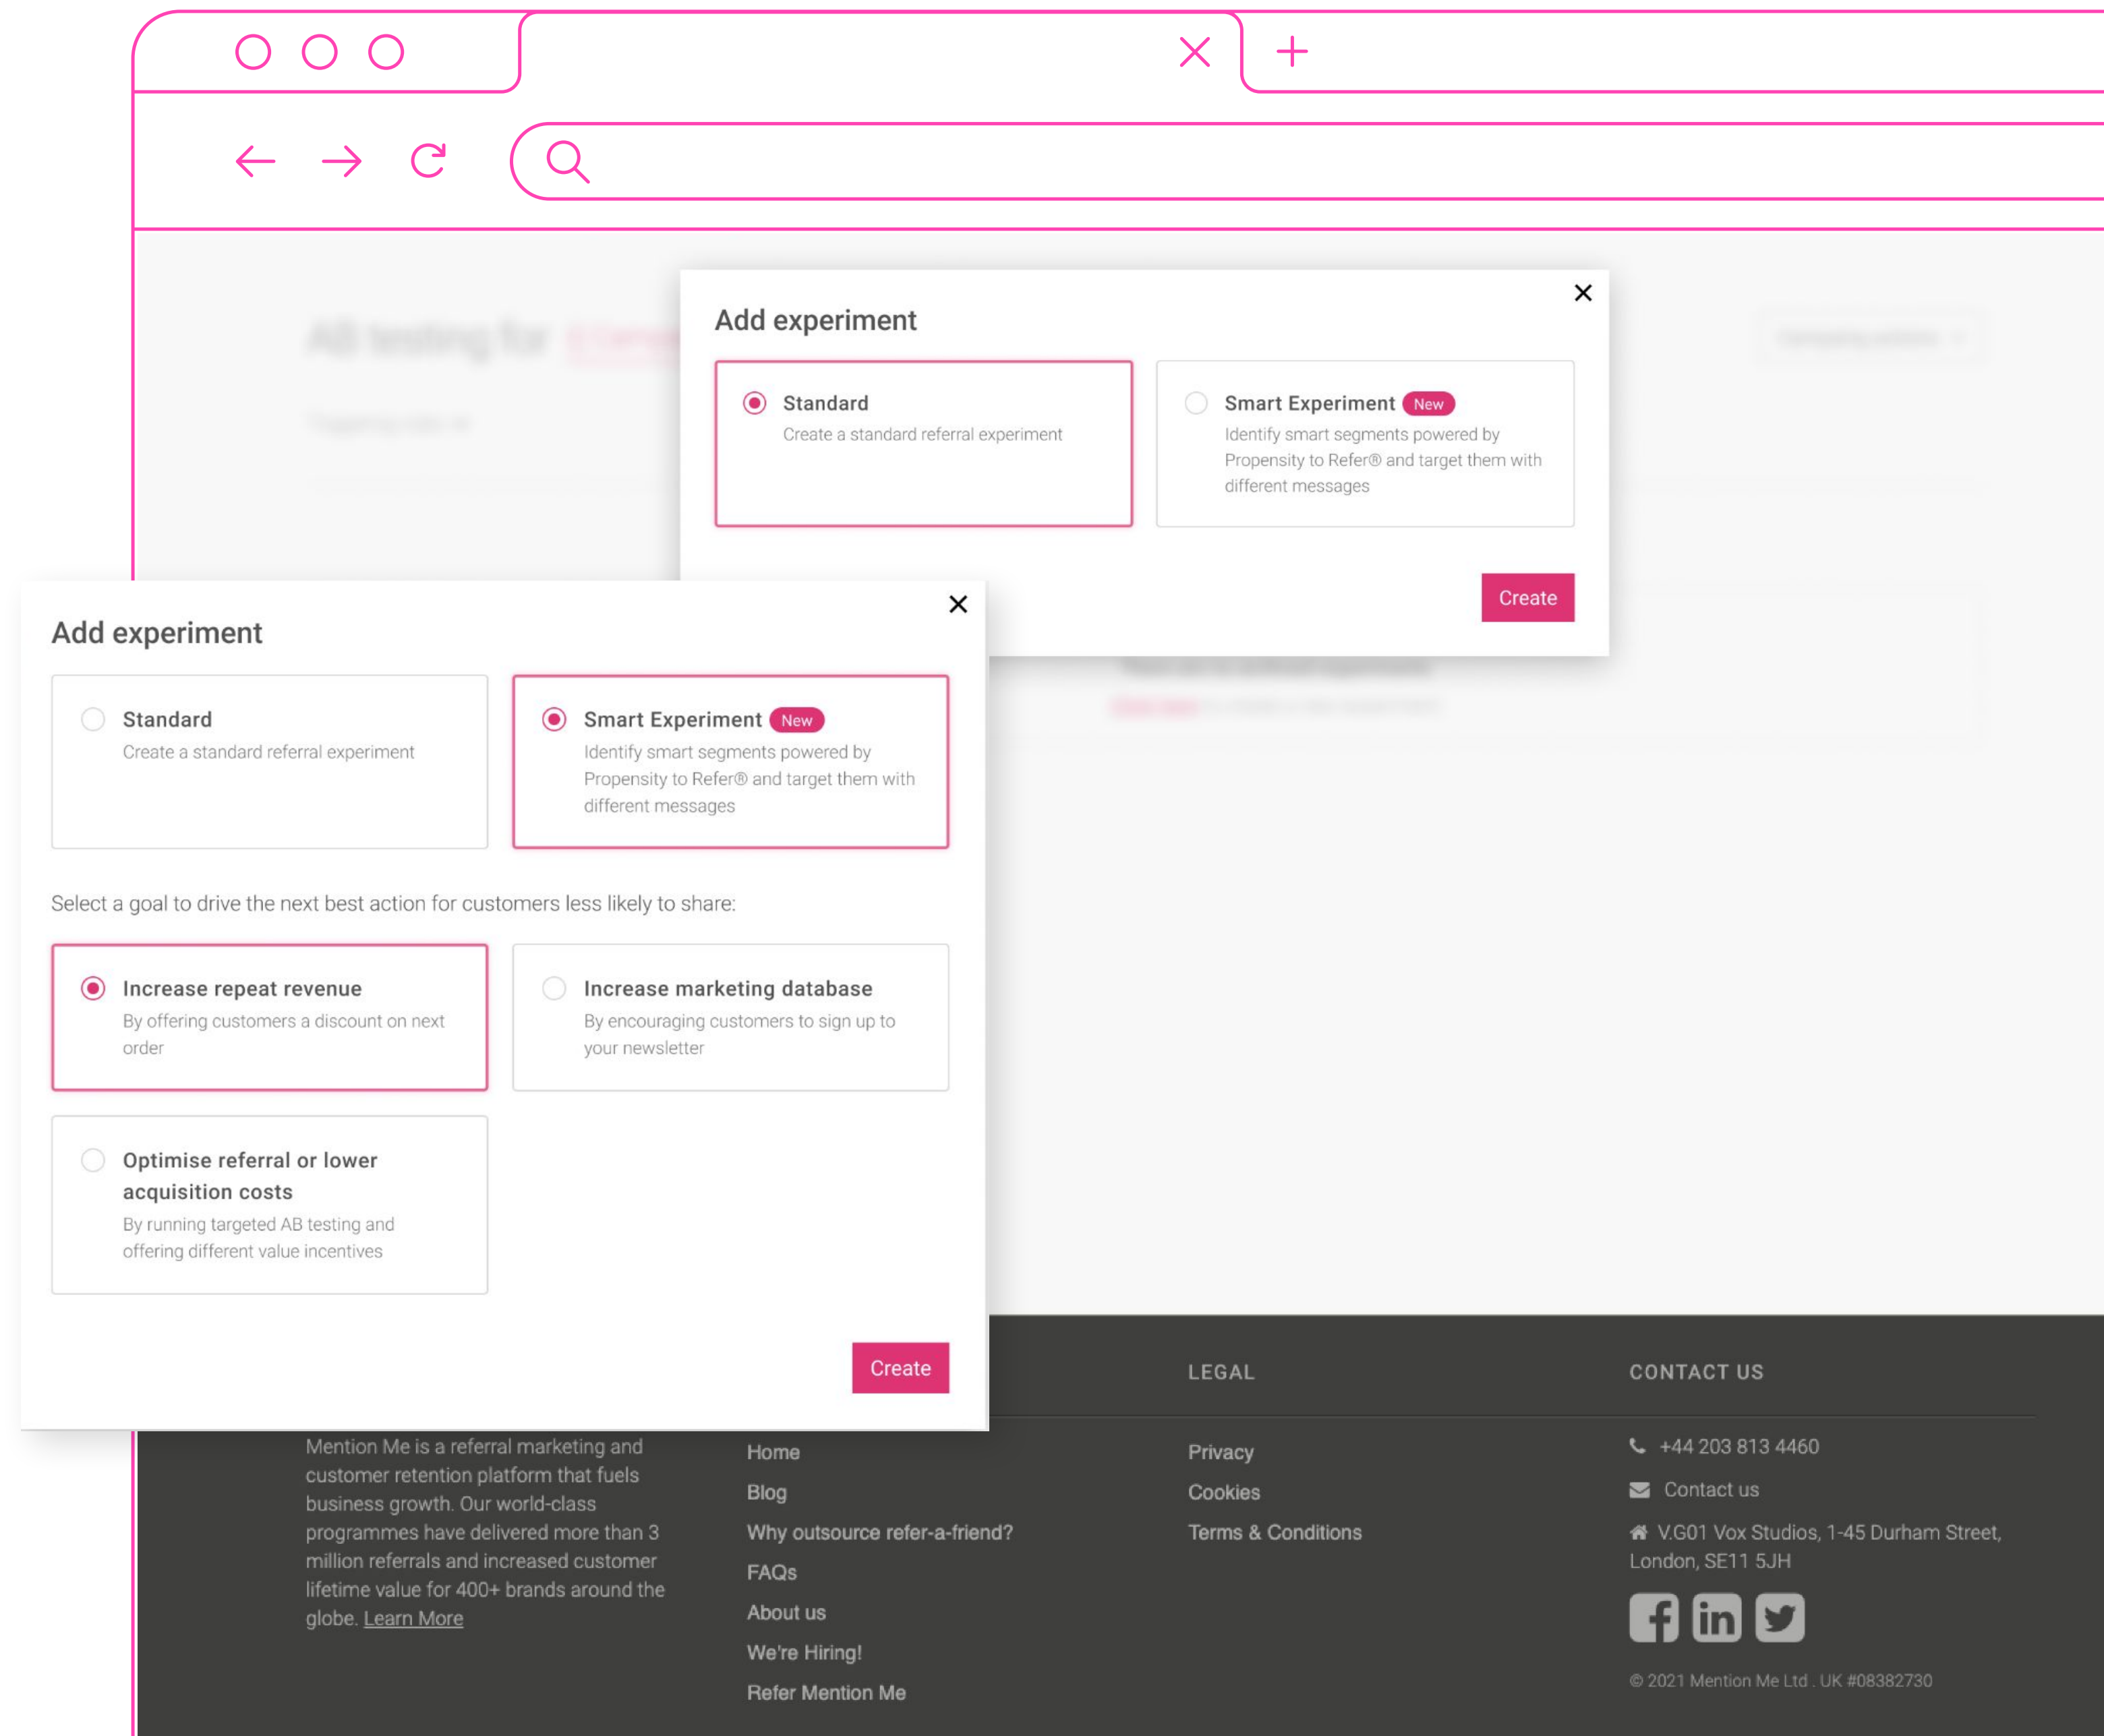 AB testing for
Add experiment
Standard
Create a standard referral experiment
Smart Experiment New
Identify smart segments powered by
Propensity to Refer® and target them with
different messages
Create
Add experiment
Standard
Create a standard referral experiment
Smart Experiment New
Identify smart segments powered by
Propensity to Refer® and target them with
different messages
Select a goal to drive the next best action for customers less likely to share:
Increase repeat revenue
By offering customers a discount on next
order
Increase marketing database
By encouraging customers to sign up to
your newsletter
Optimise referral or lower
acquisition costs
By running targeted AB testing and
offering different value incentives
Create
Mention Me is a referral marketing and
customer retention platform that fuels
business growth. Our world-class
programmes have delivered more than 3
million referrals and increased customer
lifetime value for 400+ brands around the
globe. Learn More
Home
Blog
Why outsource refer-a-friend?
FAQs
About us
We're Hiring!
Refer Mention Me
LEGAL
Privacy
Cookies
Terms & Conditions
CONTACT US
+44 203 813 4460
Contact us
V.G01 Vox Studios, 1-45 Durham Street,
London, SE11 5JH
© 2021 Mention Me Ltd . UK #08382730